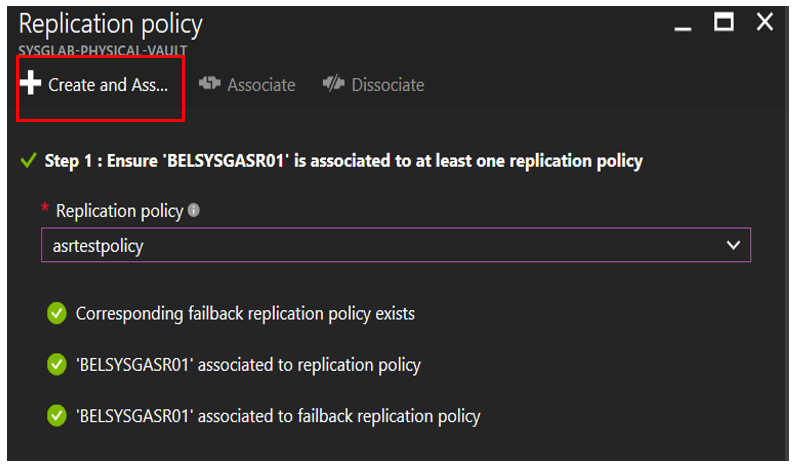 Replication policy
SYSGLAB-PHYSICAL-VAULT
Create and Ass...
Associate
Dissociate
Step 1 : Ensure 'BELSYSGASR01' is associated to at least one replication policy
* Replication policy
asrtestpolicy
Corresponding failback replication policy exists
'BELSYSGASR01' associated to replication policy
'BELSYSGASR01' associated to failback replication policy